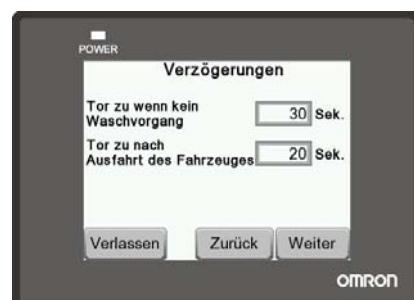 POWER
Verzögerungen
Tor zu wenn kein
Waschvorgang
30 Sek.
Tor zu nach
Ausfahrt des Fahrzeuges
20 Sek.
Verlassen Zurück Weiter
OMRON